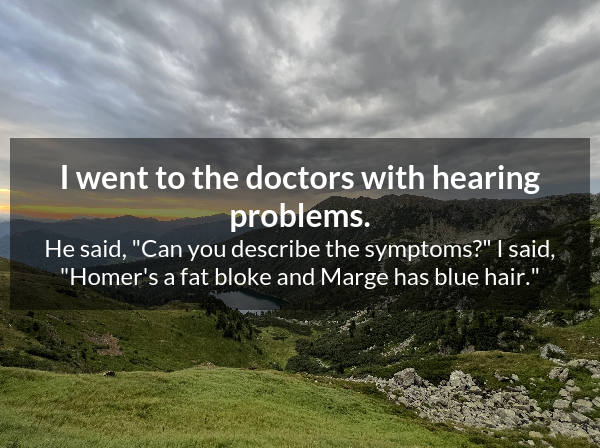 I went to the doctors with hearing
problems.
He said, "Can you describe the symptoms?" I said,
"Homer's a fat bloke and Marge has blue hair."